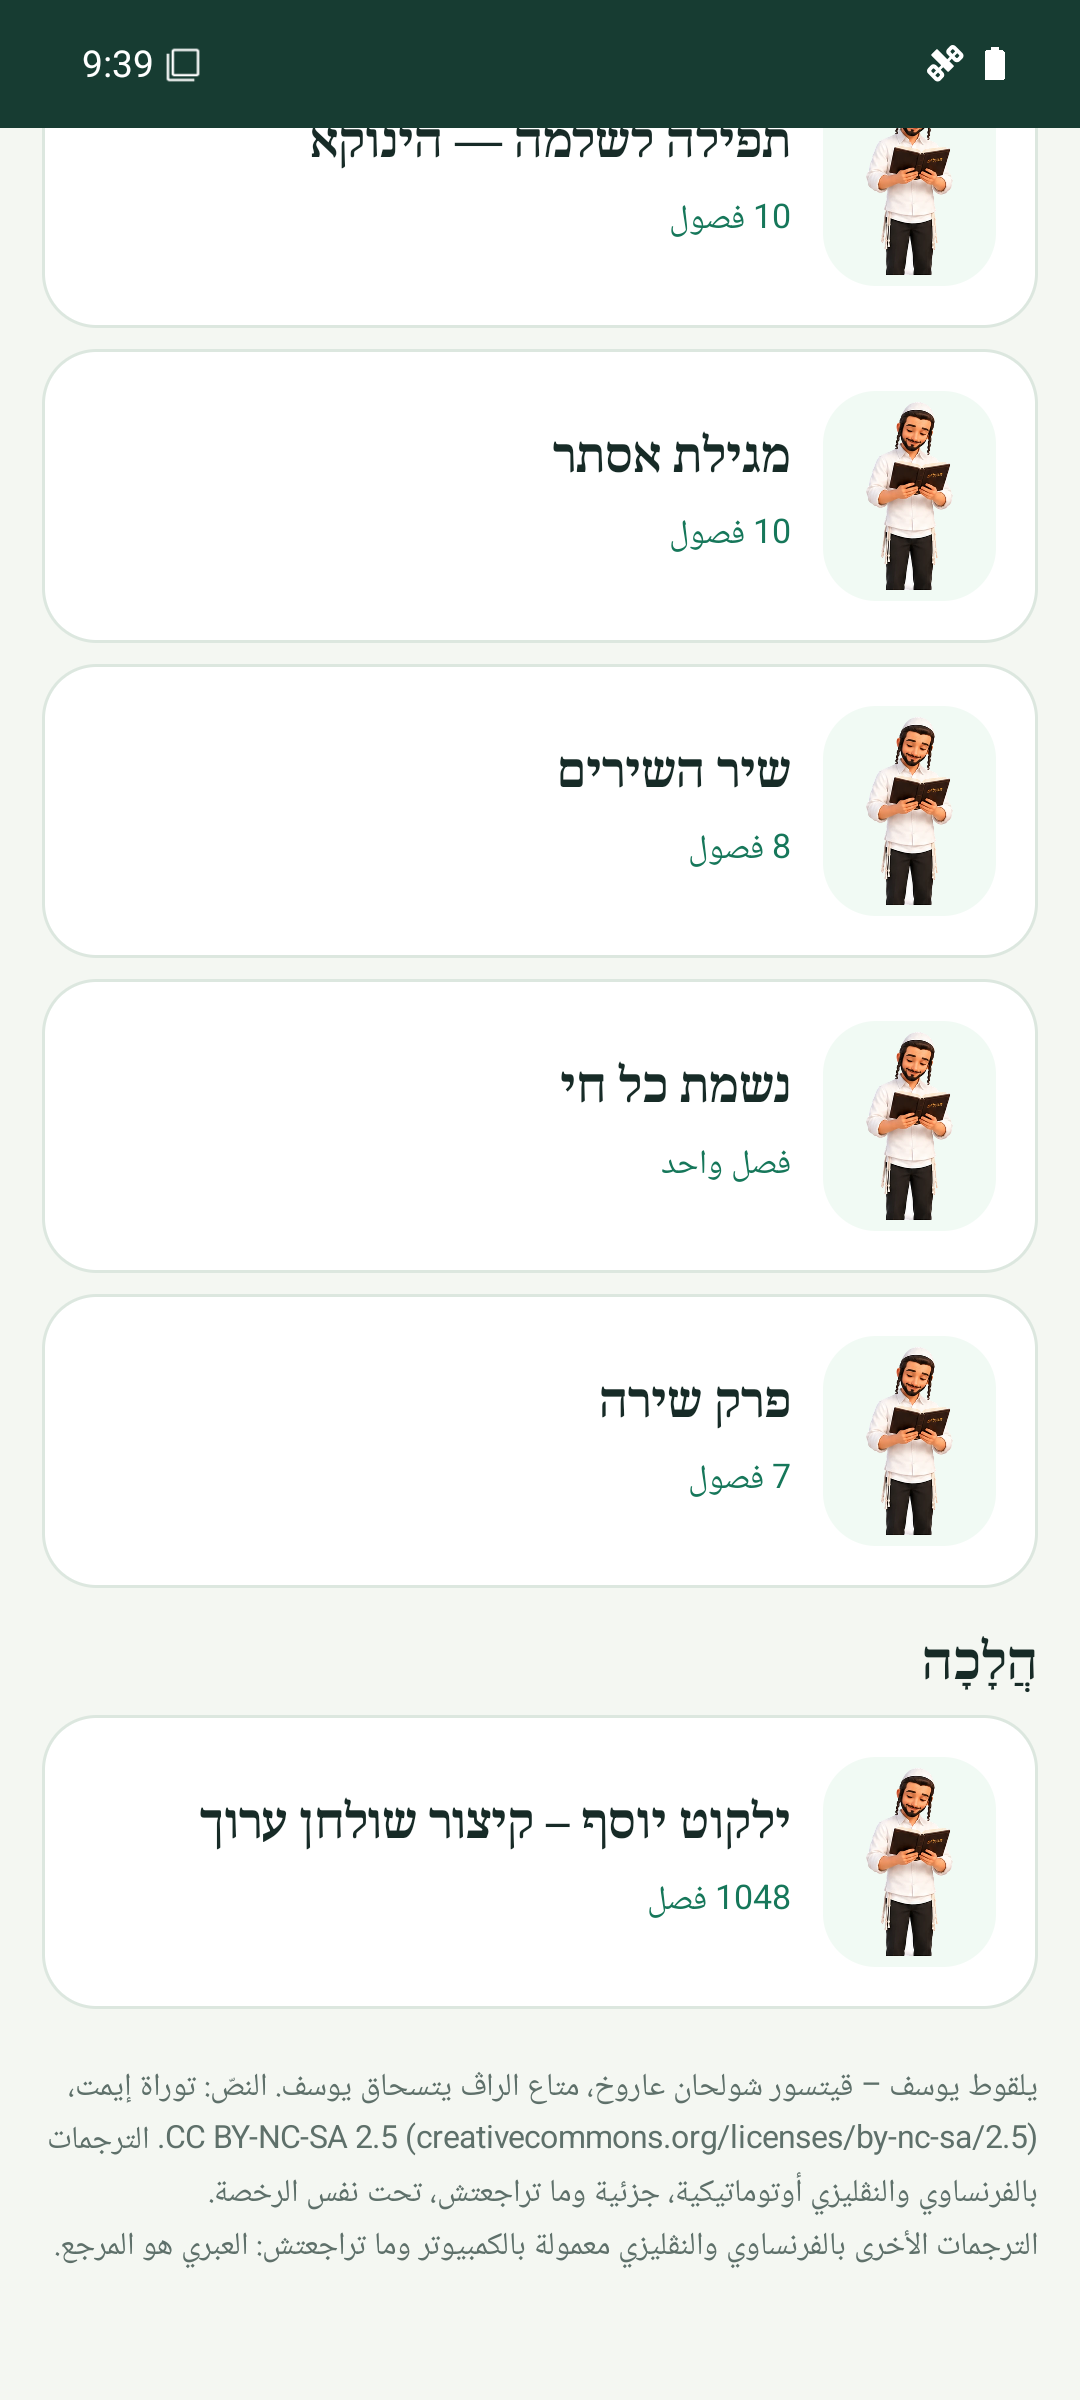 9:39
תפילה לשלמה — הינוקא
10 فصول
מגילת אסתר
10 فصول
שיר השירים
8 فصول
נשמת כל חי
فصل واحد
פרק שירה
7 فصول
הֲלָכָה
ילקוט יוסף – קיצור שולחן ערוך
1048 فصل
يلقوط يوسف – قيتسور شولحان عاروخ، متاع الراڤ يتسحاق يوسف. النصّ: توراة إيمت،
CC BY-NC-SA 2.5 (creativecommons.org/licenses/by-nc-sa/2.5). الترجمات
بالفرنساوي والنڨليزي أوتوماتيكية، جزئية وما تراجعتش، تحت نفس الرخصة.
الترجمات الأخرى بالفرنساوي والنڨليزي معمولة بالكمبيوتر وما تراجعتش: العبري هو المرجع.